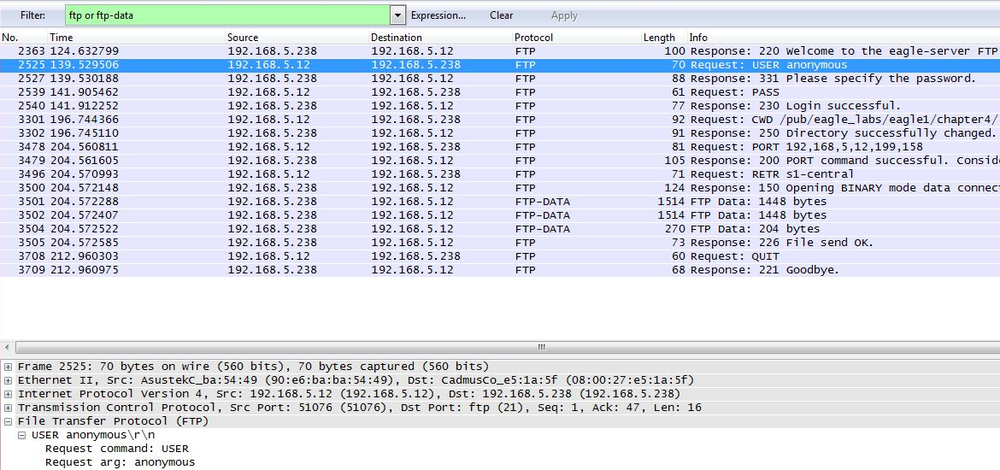 Filter: ftp or ftp-data Expression... Clear Apply
No. Time Source Destination Protocol Length Info
2363 124.632799 192.168.5.238 192.168.5.12 FTP 100 Response: 220 Welcome to the eagle-server FTP
2525 139.529506 192.168.5.12 192.168.5.238 FTP 70 Request: USER anonymous
2527 139.530188 192.168.5.238 192.168.5.12 FTP 88 Response: 331 Please specify the password.
2539 141.905462 192.168.5.12 192.168.5.238 FTP 61 Request: PASS
2540 141.912252 192.168.5.238 192.168.5.12 FTP 77 Response: 230 Login successful.
3301 196.744366 192.168.5.12 192.168.5.238 FTP 92 Request: CWD /pub/eagle_labs/eagle1/chapter4/
3302 196.745110 192.168.5.238 192.168.5.12 FTP 91 Response: 250 Directory successfully changed.
3478 204.560811 192.168.5.12 192.168.5.238 FTP 81 Request: PORT 192,168,5,12,199,158
3479 204.561605 192.168.5.238 192.168.5.12 FTP 105 Response: 200 PORT command successful. Conside
3496 204.570993 192.168.5.12 192.168.5.238 FTP 71 Request: RETR s1-central
3500 204.572148 192.168.5.238 192.168.5.12 FTP 124 Response: 150 Opening BINARY mode data connect
3501 204.572288 192.168.5.238 192.168.5.12 FTP-DATA 1514 FTP Data: 1448 bytes
3502 204.572407 192.168.5.238 192.168.5.12 FTP-DATA 1514 FTP Data: 1448 bytes
3504 204.572522 192.168.5.238 192.168.5.12 FTP-DATA 270 FTP Data: 204 bytes
3505 204.572585 192.168.5.238 192.168.5.12 FTP 73 Response: 226 File send OK.
3708 212.960303 192.168.5.12 192.168.5.238 FTP 60 Request: QUIT
3709 212.960975 192.168.5.238 192.168.5.12 FTP 68 Response: 221 Goodbye.
Frame 2525: 70 bytes on wire (560 bits), 70 bytes captured (560 bits)
Ethernet II, Src: AsustekC_ba:54:49 (90:e6:ba:ba:54:49), Dst: CadmusCo_e5:1a:5f (08:00:27:e5:1a:5f)
Internet Protocol Version 4, Src: 192.168.5.12 (192.168.5.12), Dst: 192.168.5.238 (192.168.5.238)
Transmission Control Protocol, Src Port: 51076 (51076), Dst Port: ftp (21), Seq: 1, Ack: 47, Len: 16
File Transfer Protocol (FTP)
USER anonymous\r\n
Request command: USER
Request arg: anonymous